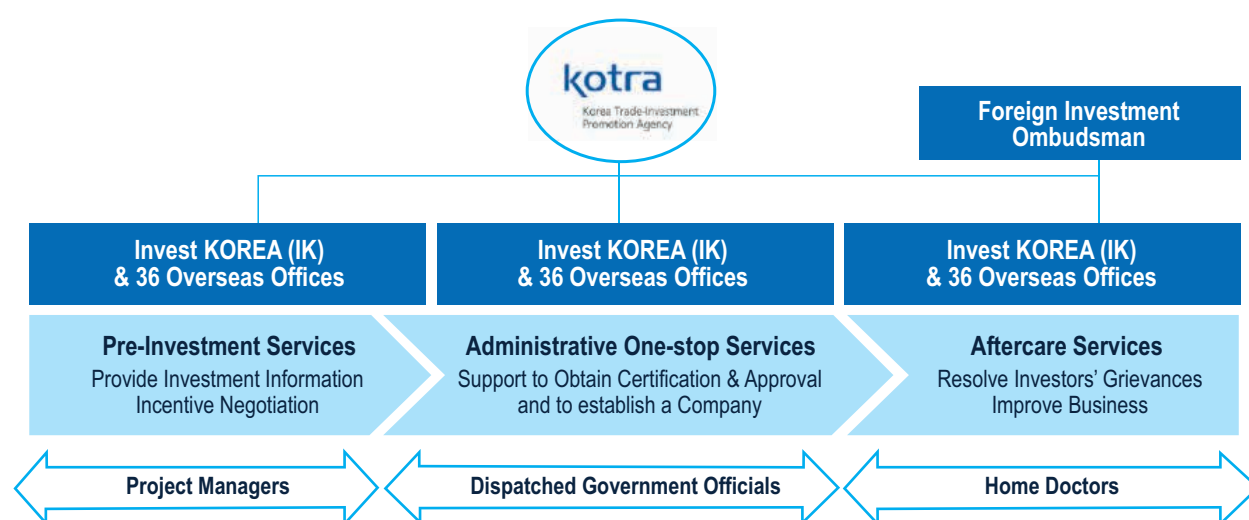 kotra
Korea Trade-Investment
Promotion Agency
Foreign Investment
Ombudsman
Invest KOREA (IK)
& 36 Overseas Offices
Invest KOREA (IK)
& 36 Overseas Offices
Invest KOREA (IK)
& 36 Overseas Offices
Pre-Investment Services
Provide Investment Information
Incentive Negotiation
Administrative One-stop Services
Support to Obtain Certification & Approval
and to establish a Company
Aftercare Services
Resolve Investors' Grievances
Improve Business
Project Managers
Dispatched Government Officials
Home Doctors